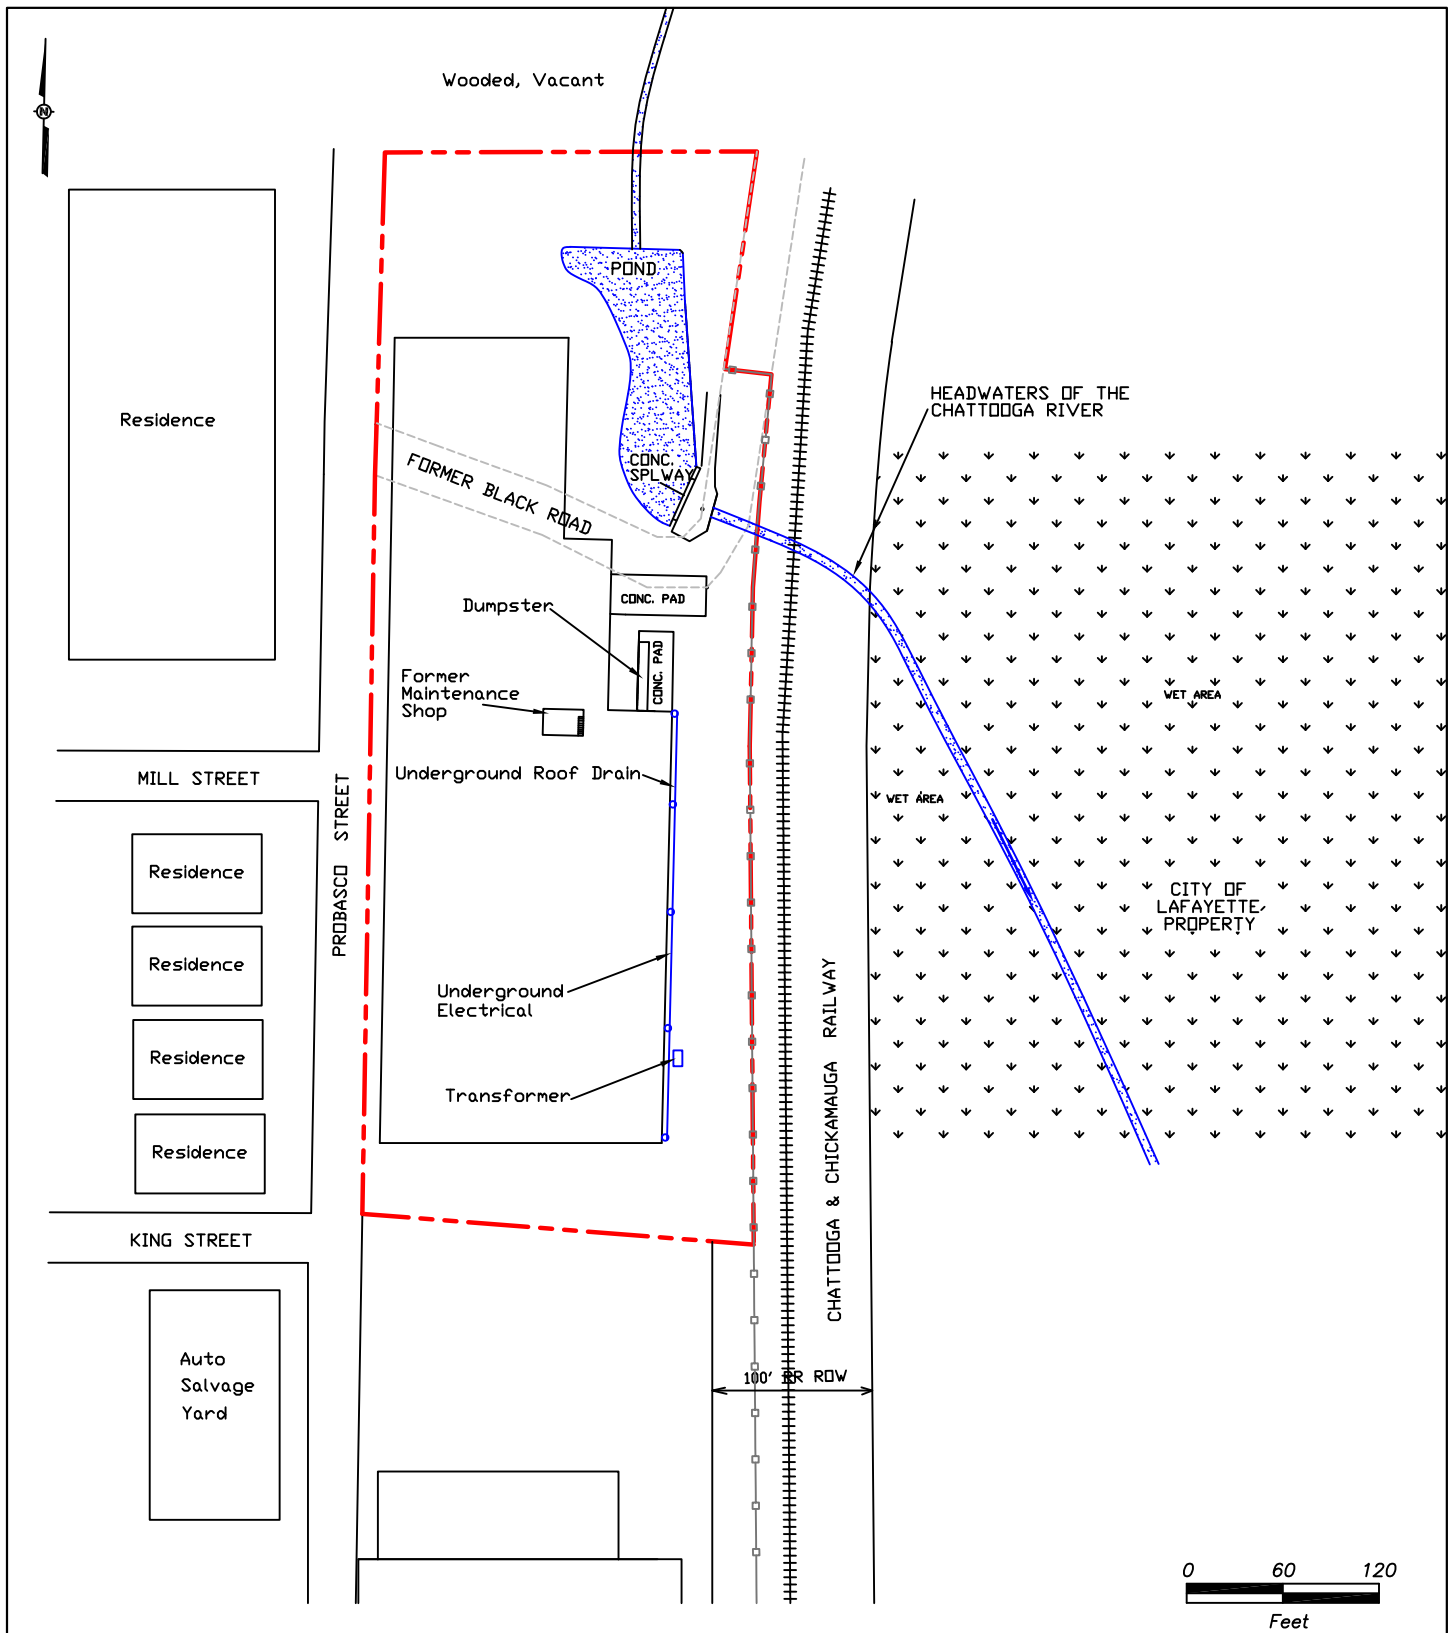 Wooded, Vacant
N
POND
Residence
HEADWATERS OF THE
CHATTOOGA RIVER
CONC.
SPLWAY
FORMER BLACK ROAD
CONC. PAD
Dumpster
CONC. PAD
Former
Maintenance
Shop
WET AREA
Underground Roof Drain
MILL STREET
PROBASCO STREET
WET AREA
Residence
CITY OF
LAFAYETTE
PROPERTY
Residence
Underground
Electrical
Residence
Transformer
Residence
CHATTOOGA & CHICKAMAUGA RAILWAY
KING STREET
Auto
Salvage
Yard
100' RR ROW
0 60 120
Feet